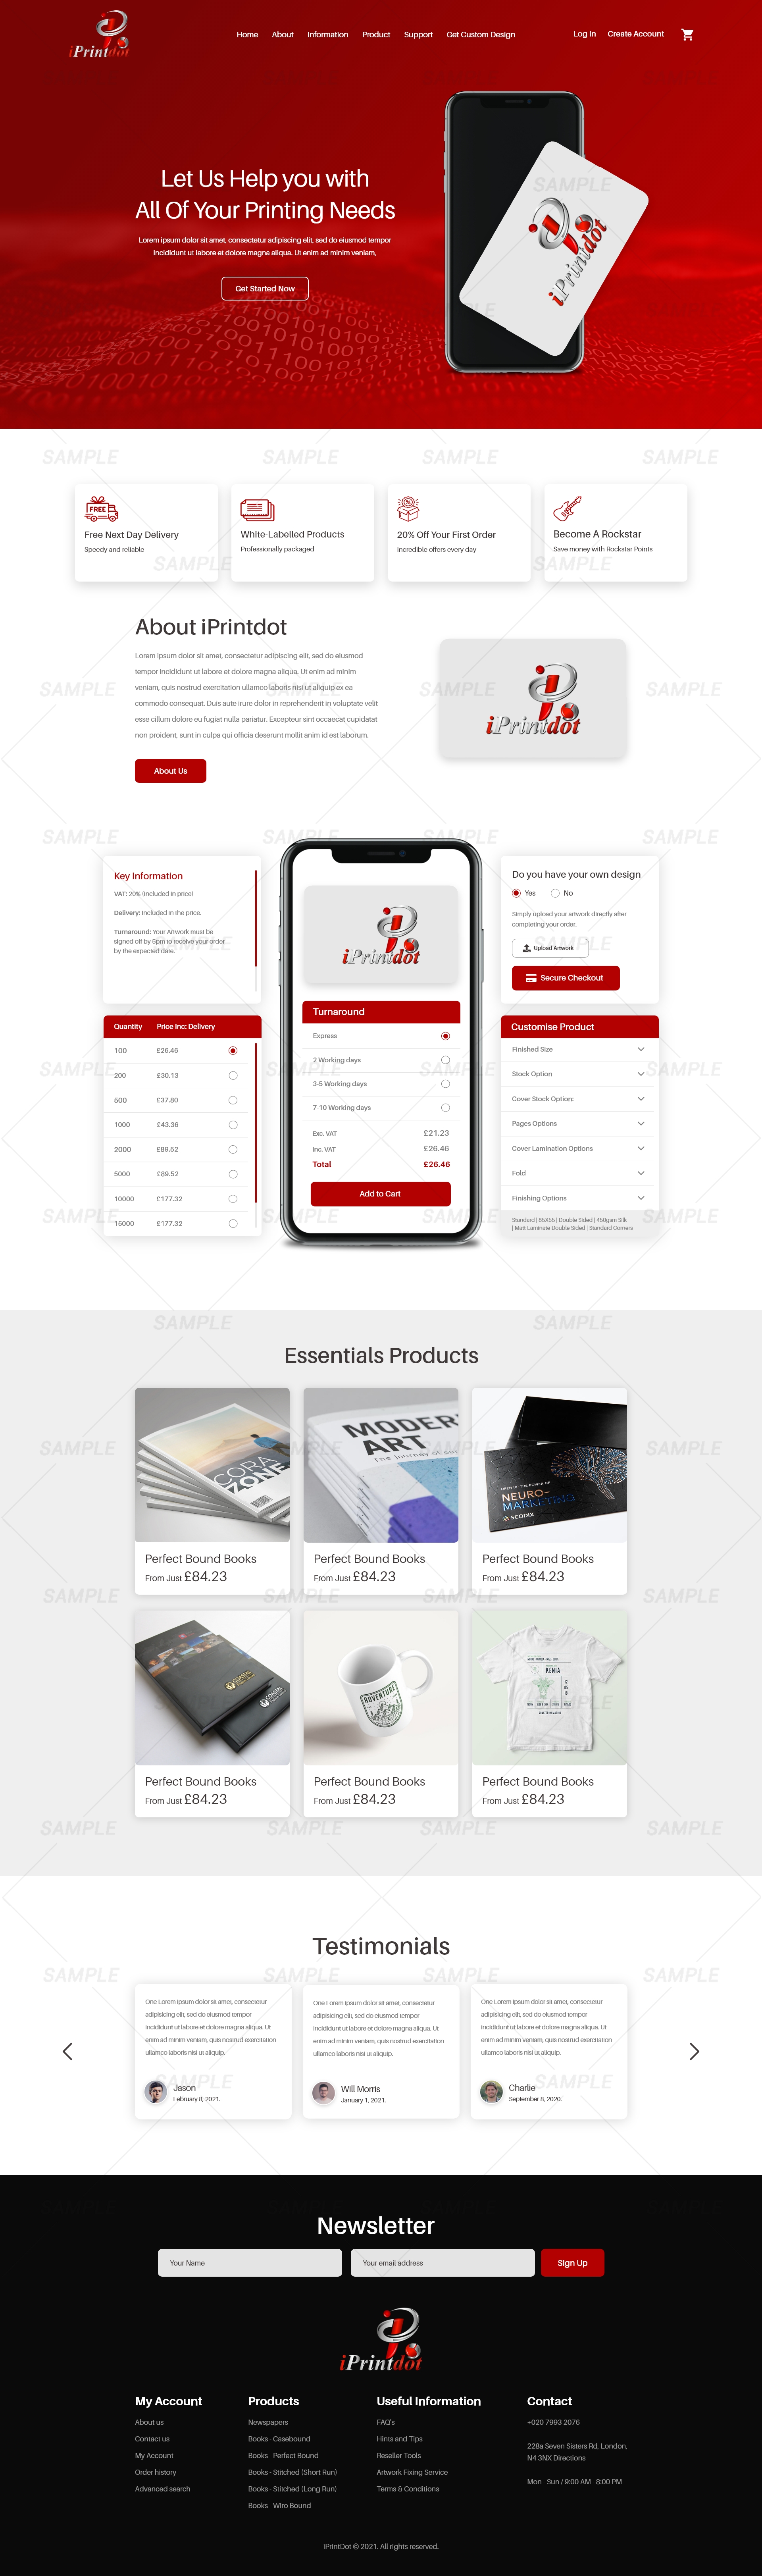 iPrintdot
Home About Information Product Support Get Custom Design
Log In Create Account
Let Us Help you with
All Of Your Printing Needs
Lorem ipsum dolor sit amet, consectetur adipiscing elit, sed do eiusmod tempor
incididunt ut labore et dolore magna aliqua. Ut enim ad minim veniam,
Get Started Now
iPrintdot
SAMPLE
FREE
Free Next Day Delivery
Speedy and reliable
White-Labelled Products
Professionally packaged
20% Off Your First Order
Incredible offers every day
Become A Rockstar
Save money with Rockstar Points
About iPrintdot
Lorem ipsum dolor sit amet, consectetur adipiscing elit, sed do eiusmod
tempor incididunt ut labore et dolore magna aliqua. Ut enim ad minim
veniam, quis nostrud exercitation ullamco laboris nisi ut aliquip ex ea
commodo consequat. Duis aute irure dolor in reprehenderit in voluptate velit
esse cillum dolore eu fugiat nulla pariatur. Excepteur sint occaecat cupidatat
non proident, sunt in culpa qui officia deserunt mollit anim id est laborum.
About Us
iPrintdot
Key Information
VAT: 20% (included in price)
Delivery: Included in the price.
Turnaround: Your Artwork must be
signed off by 5pm to receive your order
by the expected date.
Quantity Price Inc: Delivery
100 £26.46
200 £30.13
500 £37.80
1000 £43.36
2000 £89.52
5000 £89.52
10000 £177.32
15000 £177.32
iPrintdot
Turnaround
Express
2 Working days
3-5 Working days
7-10 Working days
Exc. VAT £21.23
Inc. VAT £26.46
Total £26.46
Add to Cart
Do you have your own design
Yes No
Simply upload your artwork directly after
completing your order.
Upload Artwork
Secure Checkout
Customise Product
Finished Size
Stock Option
Cover Stock Option:
Pages Options
Cover Lamination Options
Fold
Finishing Options
Standard | 85X55 | Double Sided | 450gsm Silk
| Matt Laminate Double Sided | Standard Corners
Essentials Products
CORA
ZONE
MODERN
ART
OPEN UP THE POWER OF
NEURO-
MARKETING
SCODIX
Perfect Bound Books
From Just £84.23
Perfect Bound Books
From Just £84.23
Perfect Bound Books
From Just £84.23
ADVENTURE
KENIA
Perfect Bound Books
From Just £84.23
Perfect Bound Books
From Just £84.23
Perfect Bound Books
From Just £84.23
Testimonials
One Lorem ipsum dolor sit amet, consectetur
adipisicing elit, sed do eiusmod tempor
incididunt ut labore et dolore magna aliqua. Ut
enim ad minim veniam, quis nostrud exercitation
ullamco laboris nisi ut aliquip.
Jason
February 8, 2021.
One Lorem ipsum dolor sit amet, consectetur
adipisicing elit, sed do eiusmod tempor
incididunt ut labore et dolore magna aliqua. Ut
enim ad minim veniam, quis nostrud exercitation
ullamco laboris nisi ut aliquip.
Will Morris
January 1, 2021.
One Lorem ipsum dolor sit amet, consectetur
adipisicing elit, sed do eiusmod tempor
incididunt ut labore et dolore magna aliqua. Ut
enim ad minim veniam, quis nostrud exercitation
ullamco laboris nisi ut aliquip.
Charlie
September 8, 2020.
Newsletter
Your Name
Your email address
Sign Up
iPrintdot
My Account
About us
Contact us
My Account
Order history
Advanced search
Products
Newspapers
Books - Casebound
Books - Perfect Bound
Books - Stitched (Short Run)
Books - Stitched (Long Run)
Books - Wiro Bound
Useful Information
FAQ's
Hints and Tips
Reseller Tools
Artwork Fixing Service
Terms & Conditions
Contact
+020 7993 2076
228a Seven Sisters Rd, London,
N4 3NX Directions
Mon - Sun / 9:00 AM - 8:00 PM
iPrintDot © 2021. All rights reserved.